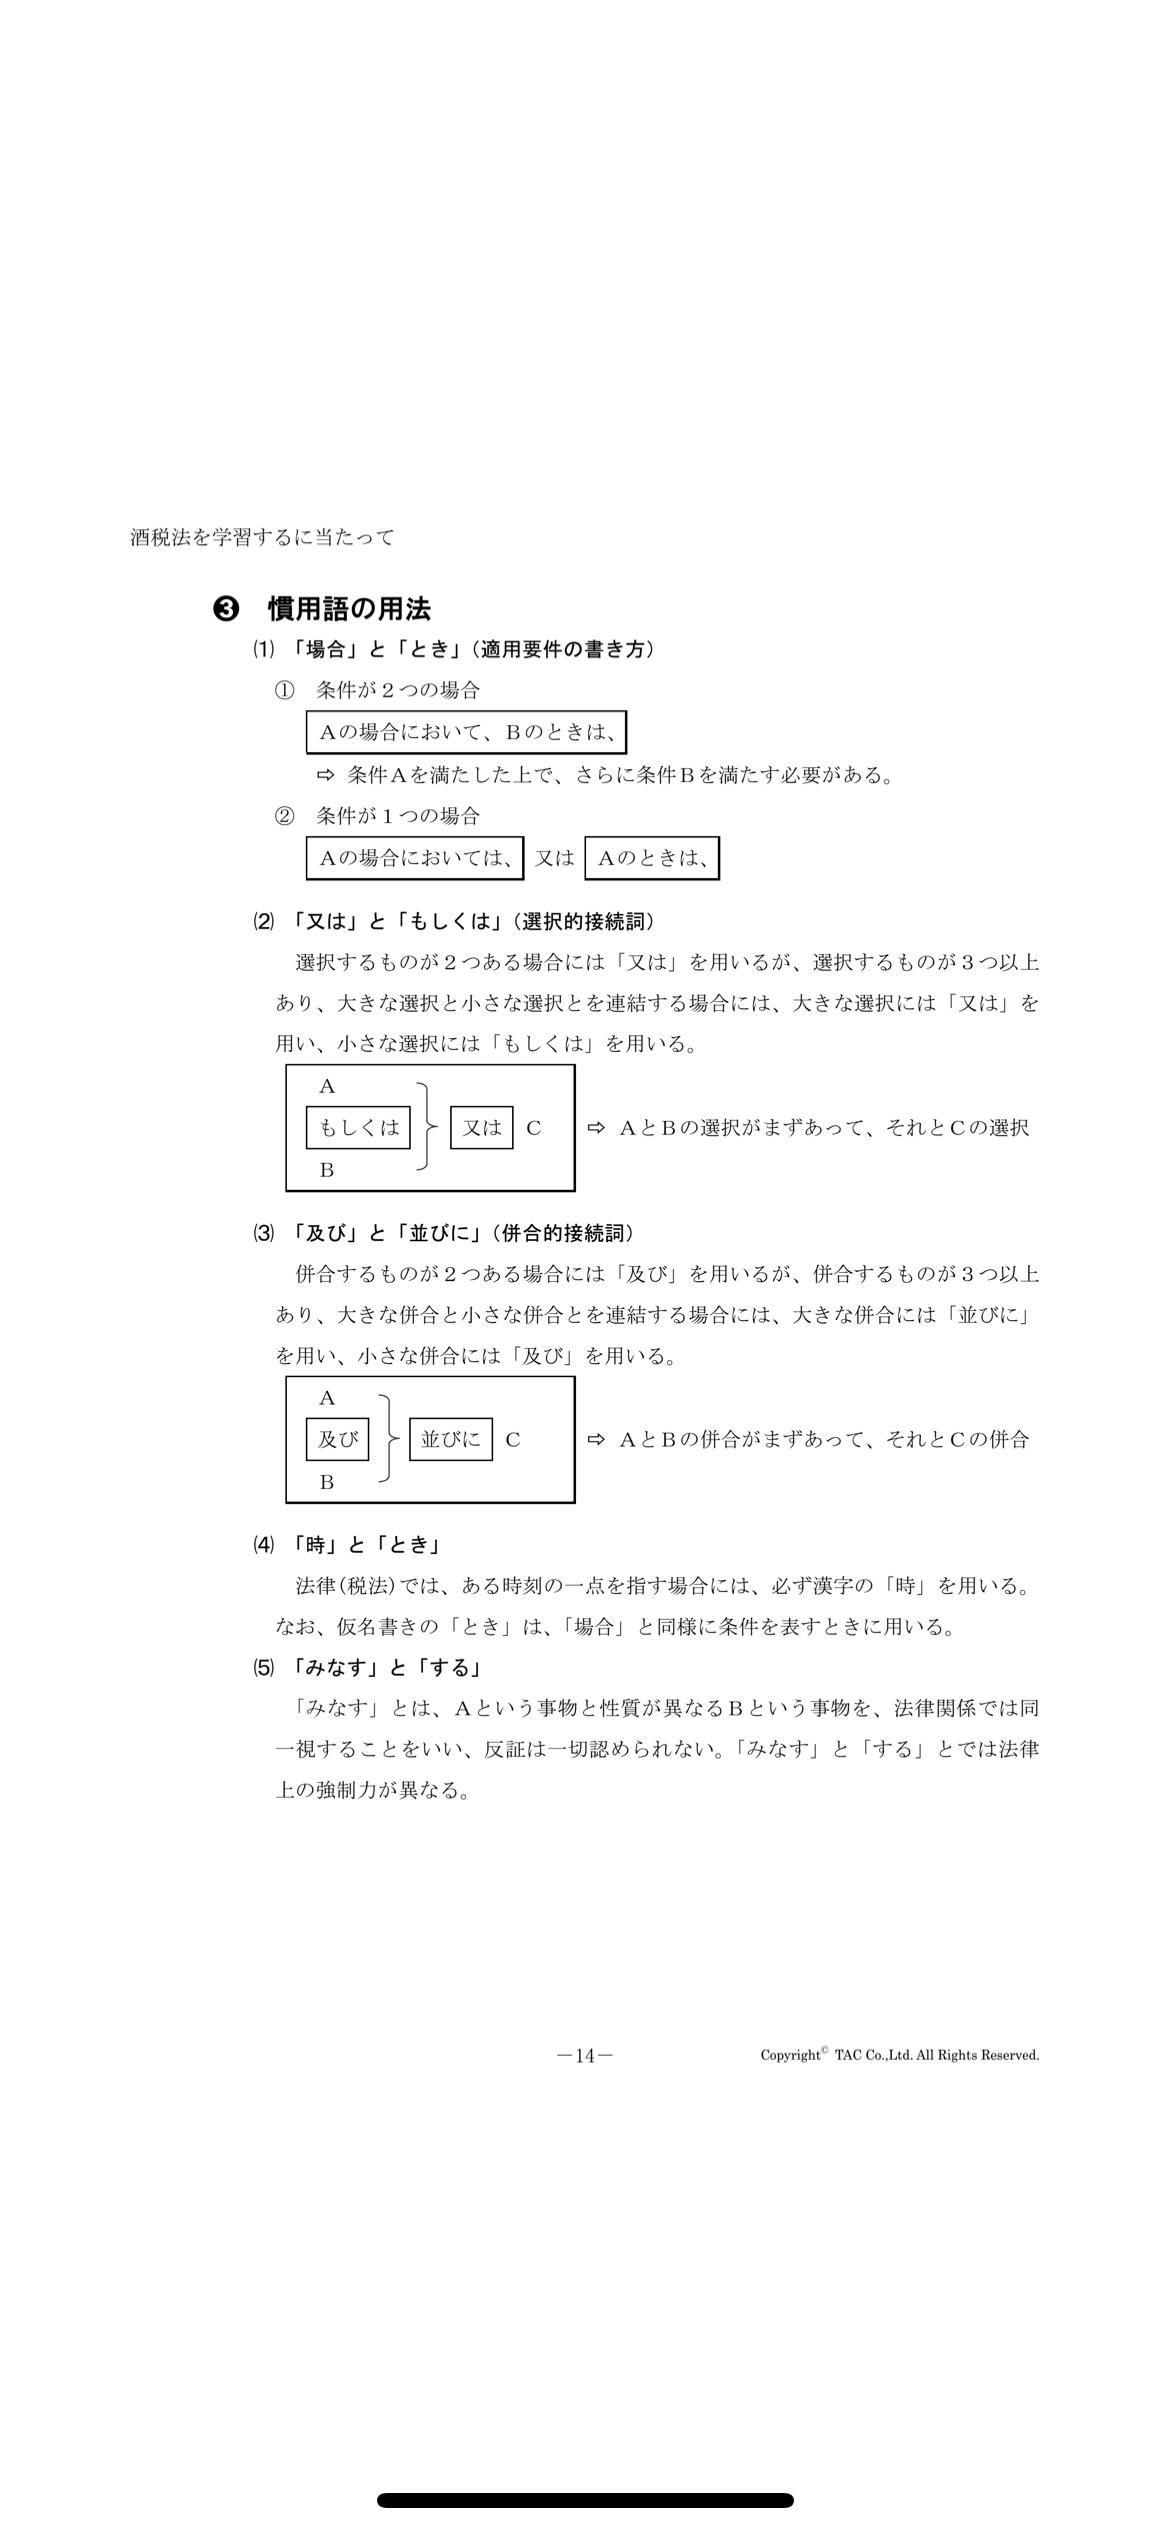 酒税法を学習するに当たって
❸ 慣用語の用法
⑴ 「場合」と「とき」（適用要件の書き方）
① 条件が２つの場合
Ａの場合において、Ｂのときは、
⇨ 条件Ａを満たした上で、さらに条件Ｂを満たす必要がある。
② 条件が１つの場合
Ａの場合においては、 又は Ａのときは、
⑵ 「又は」と「もしくは」（選択的接続詞）
選択するものが２つある場合には「又は」を用いるが、選択するものが３つ以上
あり、大きな選択と小さな選択とを連結する場合には、大きな選択には「又は」を
用い、小さな選択には「もしくは」を用いる。
Ａ
もしくは 又は Ｃ ⇨ ＡとＢの選択がまずあって、それとＣの選択
Ｂ
⑶ 「及び」と「並びに」（併合的接続詞）
併合するものが２つある場合には「及び」を用いるが、併合するものが３つ以上
あり、大きな併合と小さな併合とを連結する場合には、大きな併合には「並びに」
を用い、小さな併合には「及び」を用いる。
Ａ
及び 並びに Ｃ ⇨ ＡとＢの併合がまずあって、それとＣの併合
Ｂ
⑷ 「時」と「とき」
法律（税法）では、ある時刻の一点を指す場合には、必ず漢字の「時」を用いる。
なお、仮名書きの「とき」は、「場合」と同様に条件を表すときに用いる。
⑸ 「みなす」と「する」
「みなす」とは、Ａという事物と性質が異なるＢという事物を、法律関係では同
一視することをいい、反証は一切認められない。「みなす」と「する」とでは法律
上の強制力が異なる。
－14－ Copyright© TAC Co.,Ltd. All Rights Reserved.